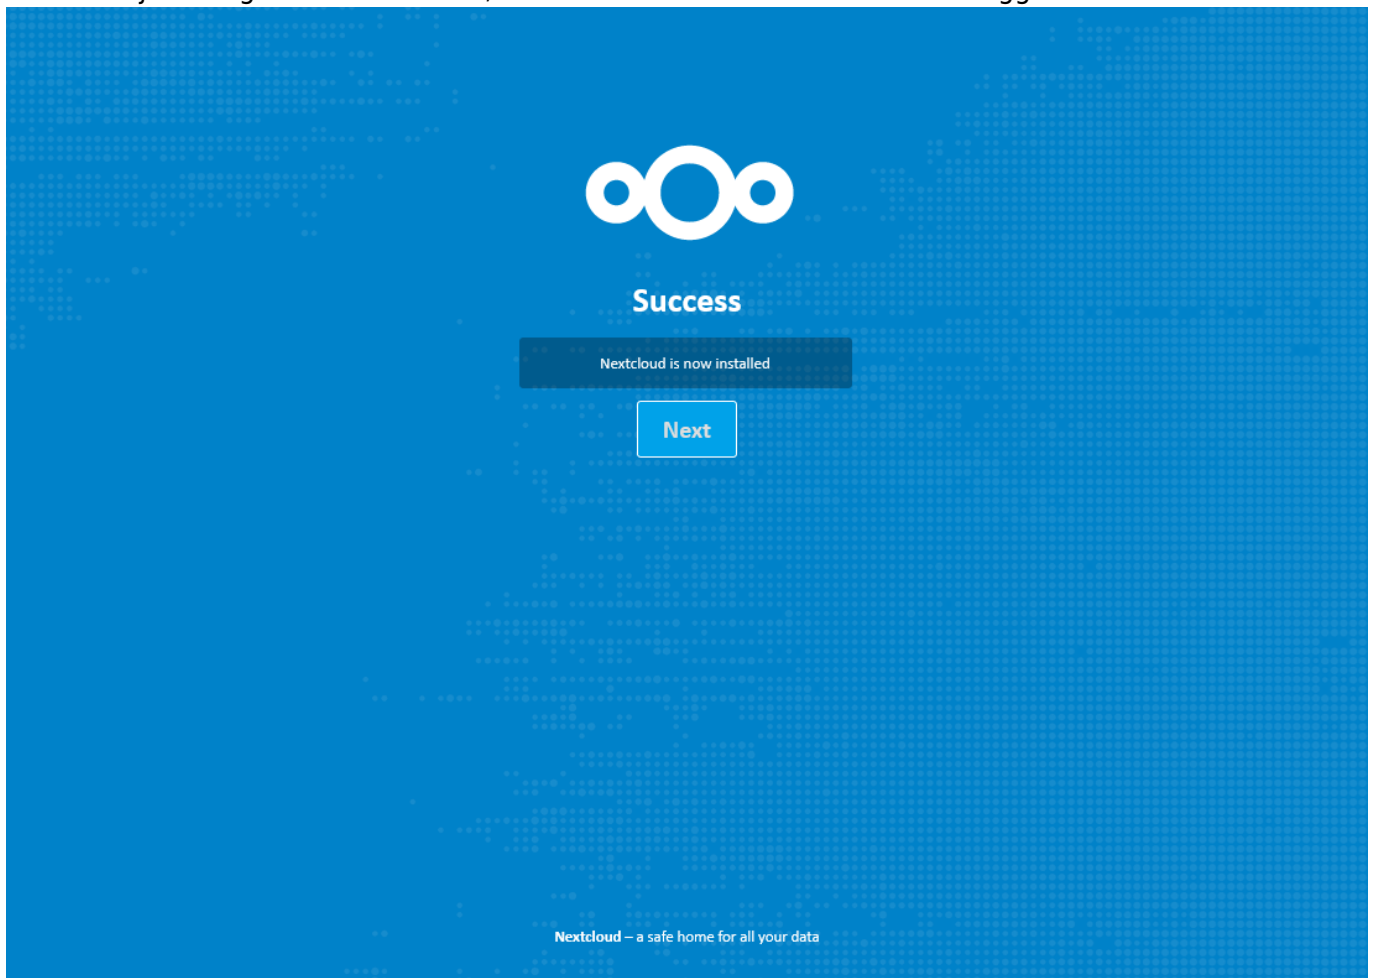 Success
Nextcloud is now installed
Next
Nextcloud – a safe home for all your data